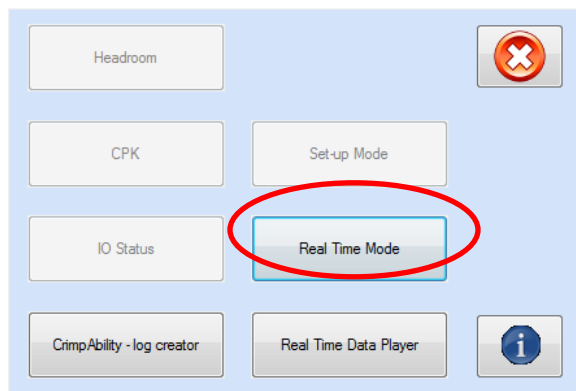 Headroom
CPK
Set-up Mode
IO Status
Real Time Mode
CrimpAbility - log creator
Real Time Data Player
i